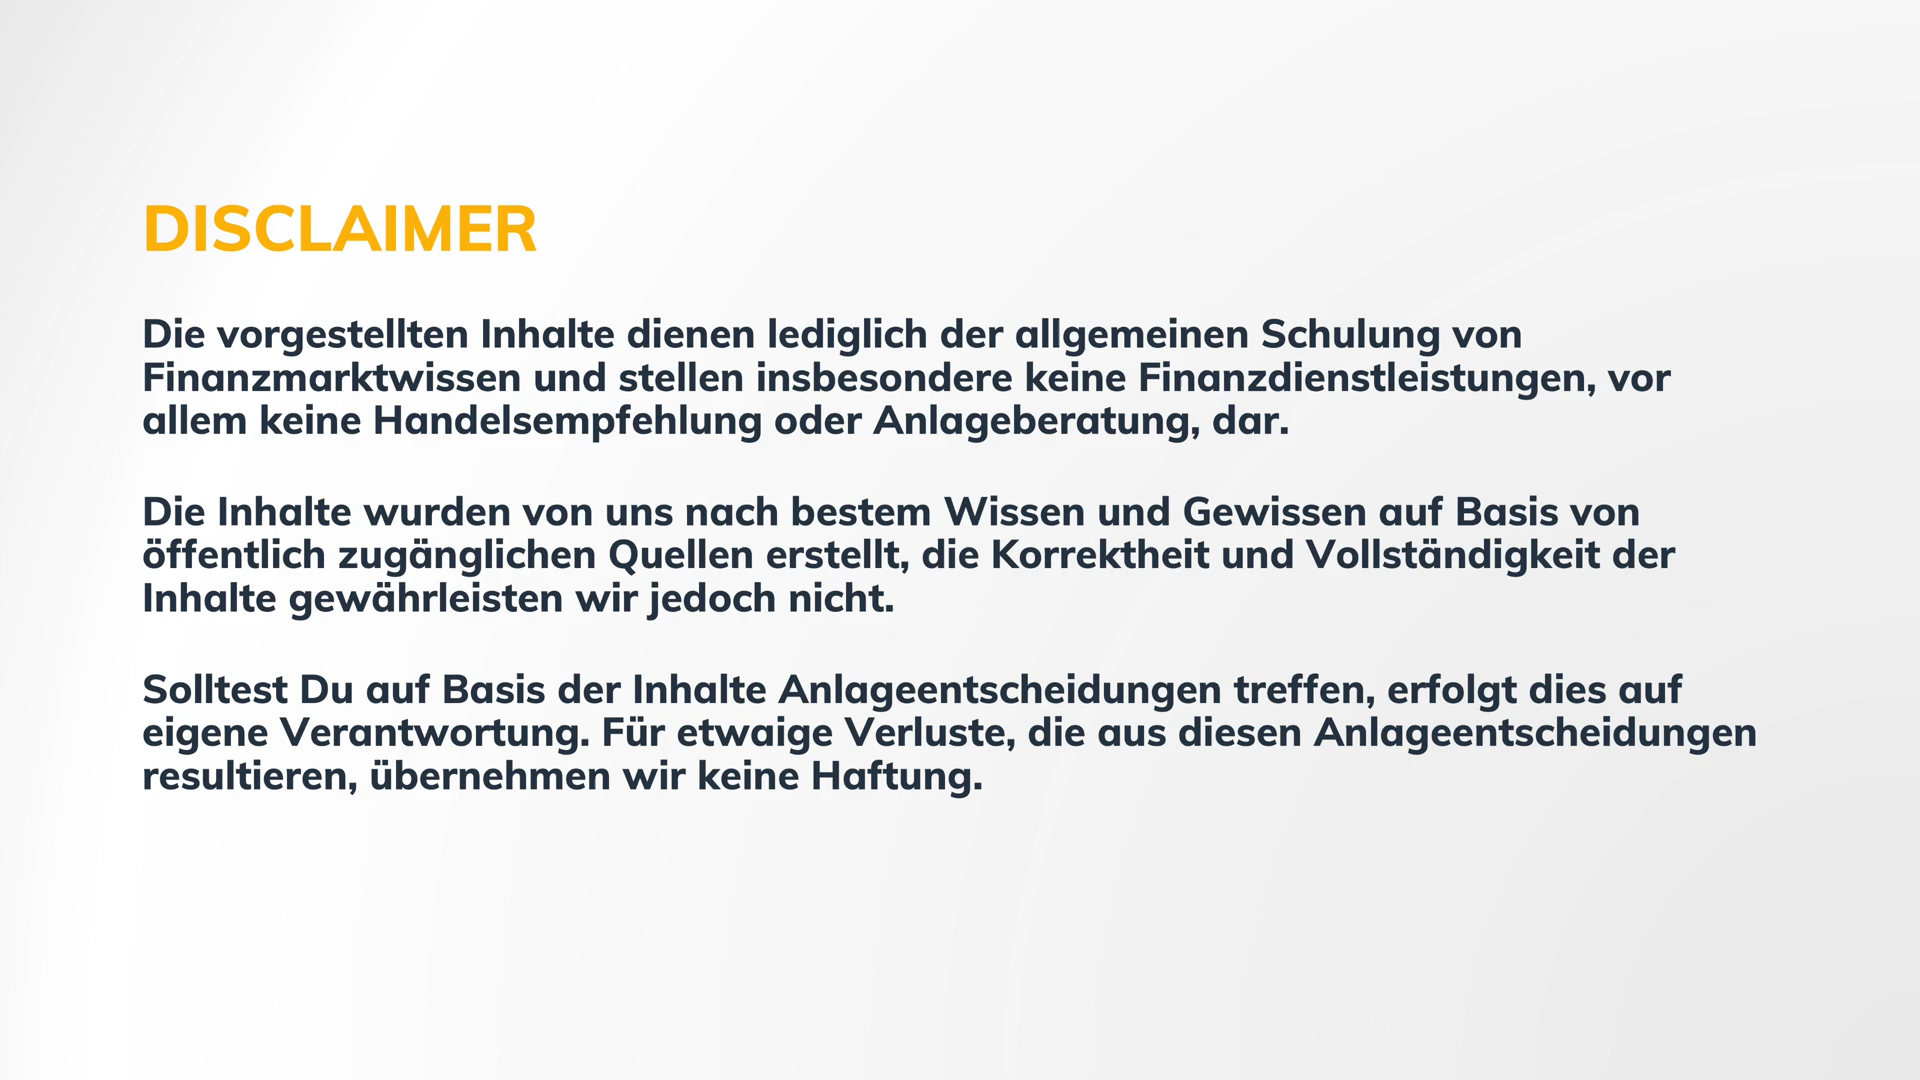 DISCLAIMER
Die vorgestellten Inhalte dienen lediglich der allgemeinen Schulung von
Finanzmarktwissen und stellen insbesondere keine Finanzdienstleistungen, vor
allem keine Handelsempfehlung oder Anlageberatung, dar.
Die Inhalte wurden von uns nach bestem Wissen und Gewissen auf Basis von
öffentlich zugänglichen Quellen erstellt, die Korrektheit und Vollständigkeit der
Inhalte gewährleisten wir jedoch nicht.
Solltest Du auf Basis der Inhalte Anlageentscheidungen treffen, erfolgt dies auf
eigene Verantwortung. Für etwaige Verluste, die aus diesen Anlageentscheidungen
resultieren, übernehmen wir keine Haftung.